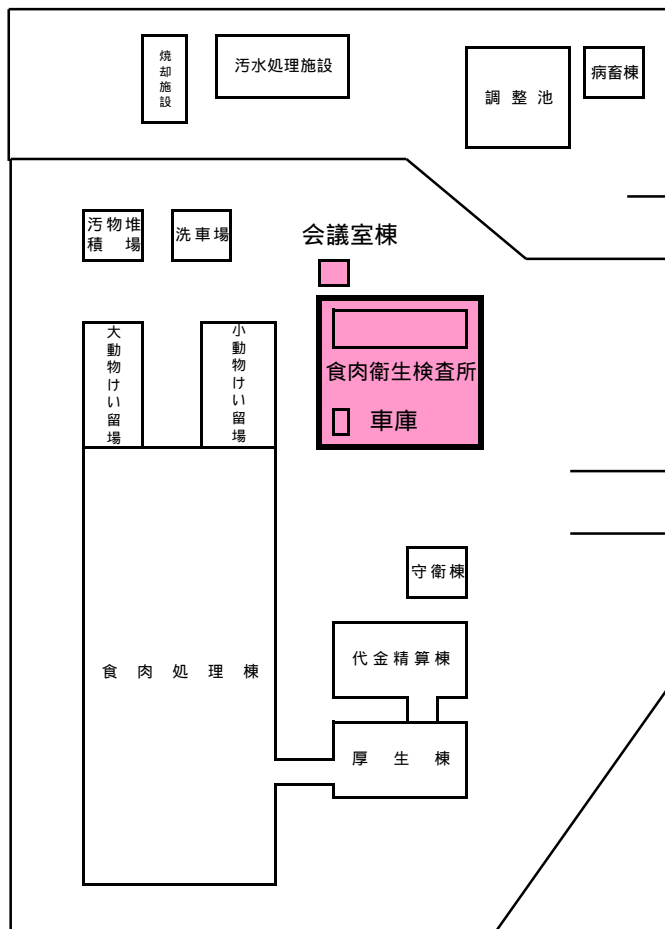 焼却施設
汚水処理施設
調整池
病畜棟
汚物堆
積場
洗車場
会議室棟
大動物けい留場
小動物けい留場
食肉衛生検査所
車庫
守衛棟
代金精算棟
食肉処理棟
厚生棟